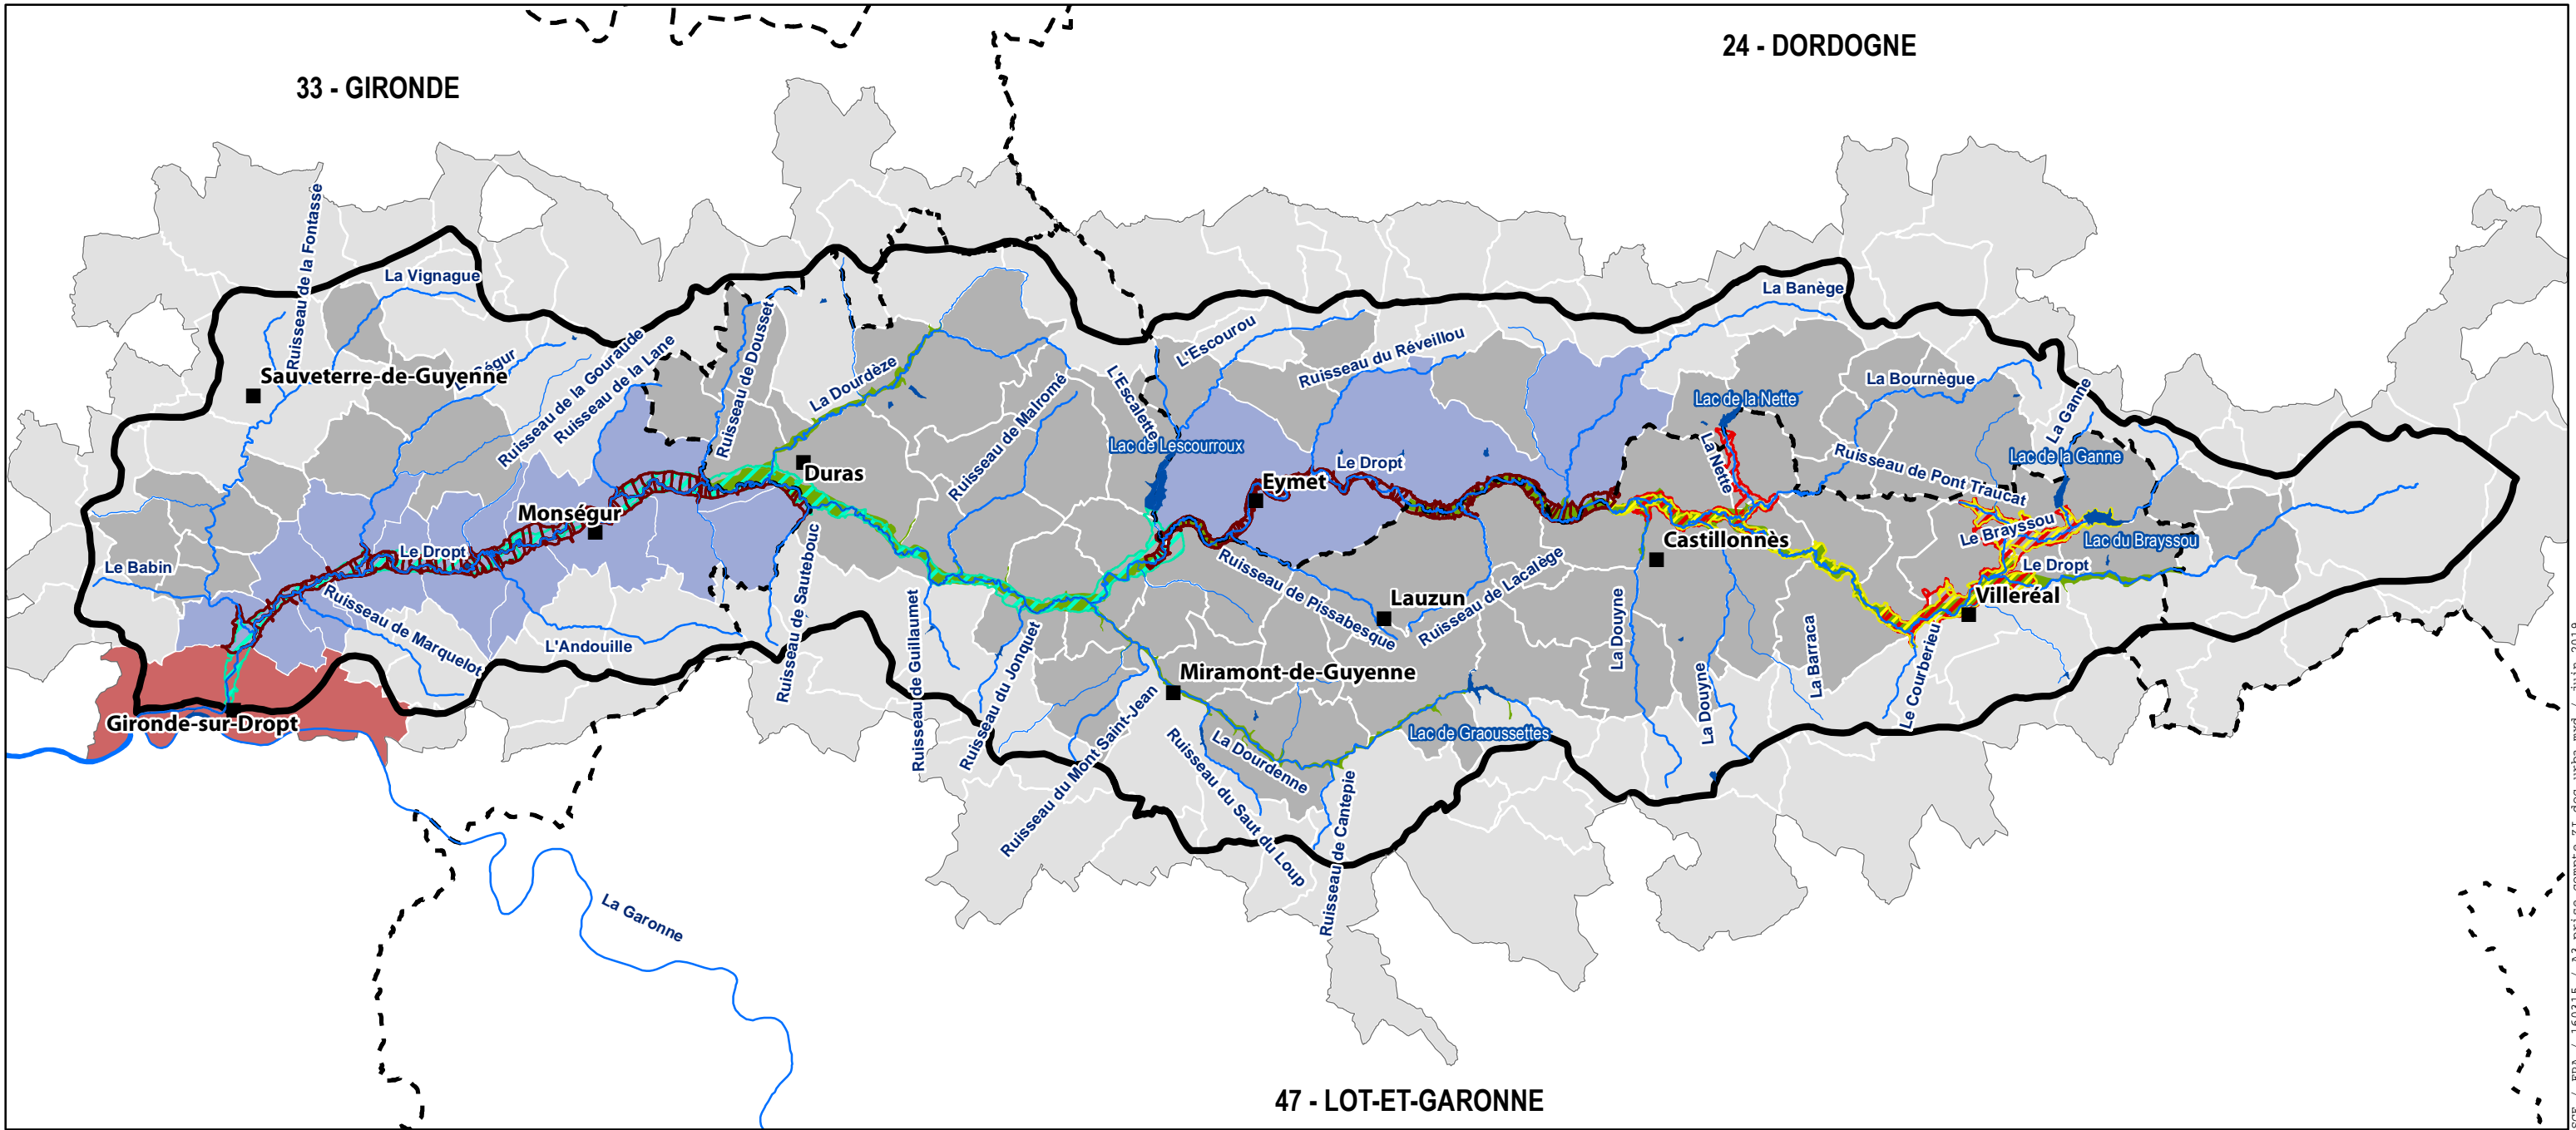 24 - DORDOGNE
33 - GIRONDE
Ruisseau de la Fontasse
La Vignague
La Banège
L'Escourou
Ruisseau du Réveillou
Ruisseau de Dousset
Ruisseau de la Gouraude
Ruisseau de la Lane
Ségur
Sauveterre-de-Guyenne
La Dourdèze
Ruisseau de Malromé
L'Escalette
La Bournègue
La Ganne
Lac de la Nette
La Nette
Lac de Lescourroux
Duras
Eymet
Le Dropt
Ruisseau de Pont Traucat
Lac de la Ganne
Monségur
Le Dropt
Castillonnès
Le Brayssou
Lac du Brayssou
Le Dropt
Le Babin
Ruisseau de Marquelot
L'Andouille
Ruisseau de Sautebouc
Ruisseau de Guillaumet
Ruisseau du Jonquet
Ruisseau de Pissabesque
Lauzun
Ruisseau de Lacalège
La Douyne
La Douyne
La Barraca
Le Courberieu
Villeréal
Miramont-de-Guyenne
Gironde-sur-Dropt
Ruisseau du Mont Saint-Jean
Ruisseau du Saut du Loup
La Dourdenne
Ruisseau de Cantepie
Lac de Graoussettes
La Garonne
47 - LOT-ET-GARONNE